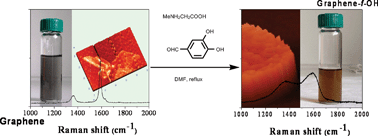 Graphene-f-OH
MeNHCH₂COOH
OHC
OH
OH
DMF, reflux
Graphene
1000 1200 1400 1600 1800 2000
Raman shift (cm⁻¹)
1000 1200 1400 1600 1800 2000
Raman shift (cm⁻¹)